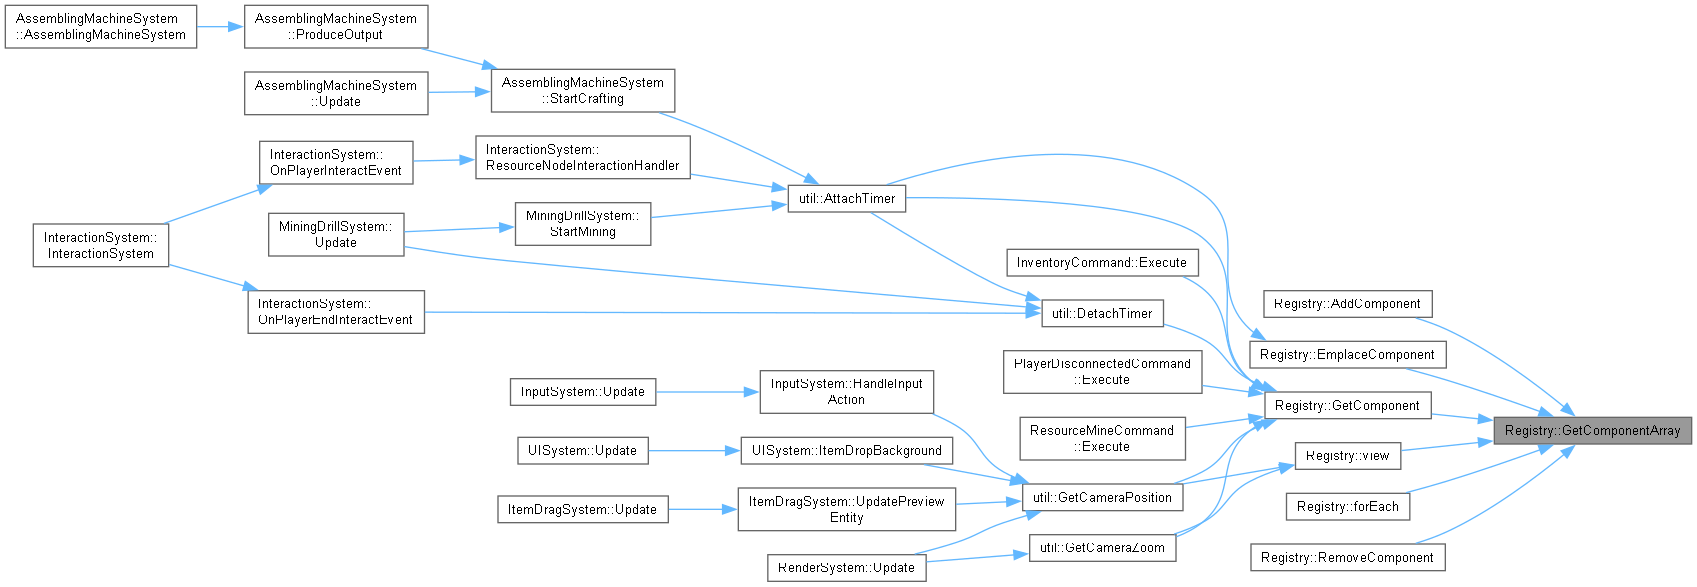 AssemblingMachineSystem
::AssemblingMachineSystem
AssemblingMachineSystem
::ProduceOutput
AssemblingMachineSystem
::Update
AssemblingMachineSystem
::StartCrafting
InteractionSystem::
OnPlayerInteractEvent
InteractionSystem::
ResourceNodeInteractionHandler
util::AttachTimer
InteractionSystem::
InteractionSystem
MiningDrillSystem::
Update
MiningDrillSystem::
StartMining
InventoryCommand::Execute
InteractionSystem::
OnPlayerEndInteractEvent
util::DetachTimer
Registry::AddComponent
Registry::EmplaceComponent
PlayerDisconnectedCommand
::Execute
InputSystem::Update
InputSystem::HandleInput
Action
Registry::GetComponent
ResourceMineCommand
::Execute
Registry::GetComponentArray
UISystem::Update
UISystem::ItemDropBackground
Registry::view
util::GetCameraPosition
ItemDragSystem::Update
ItemDragSystem::UpdatePreview
Entity
Registry::forEach
util::GetCameraZoom
Registry::RemoveComponent
RenderSystem::Update